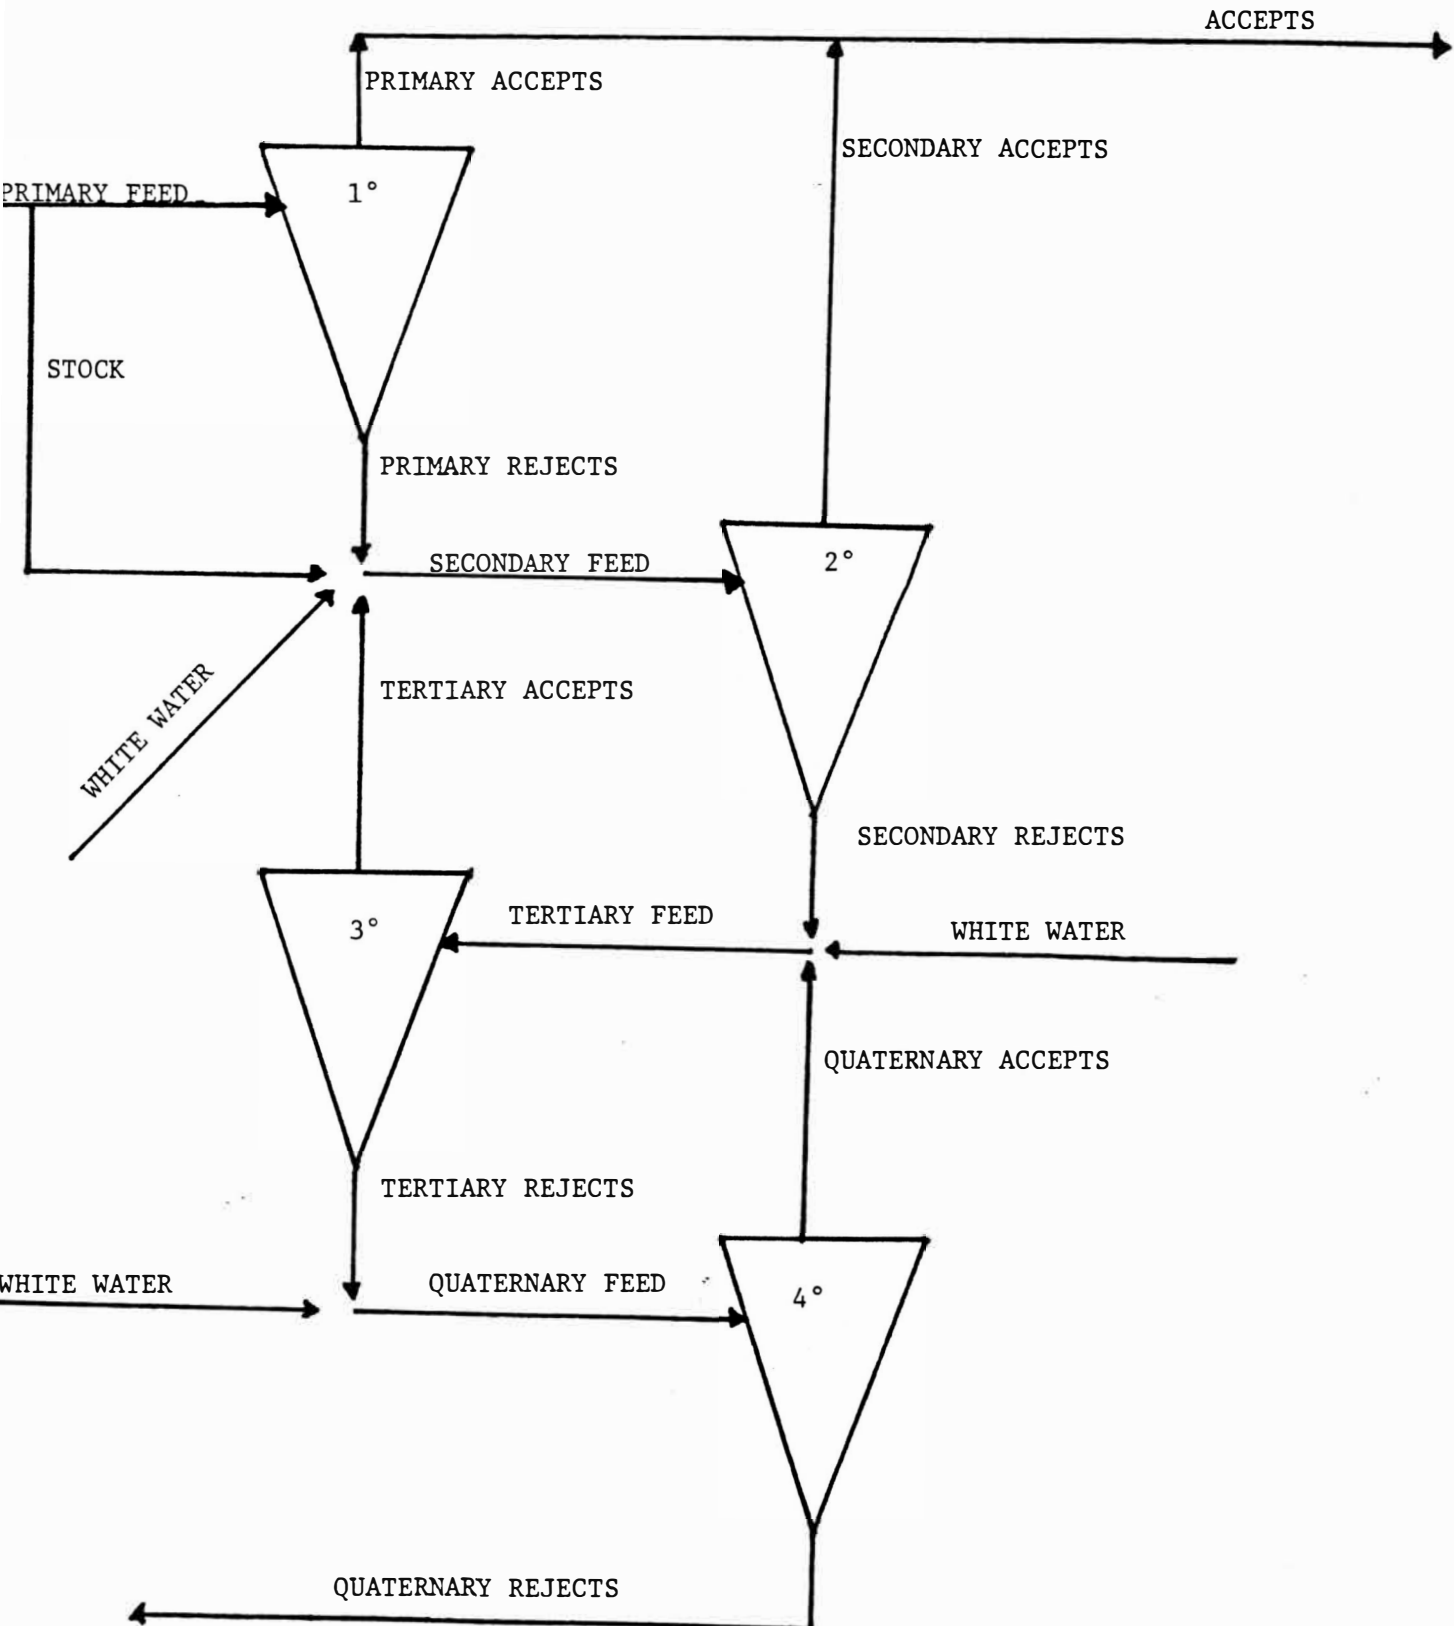 ACCEPTS
PRIMARY ACCEPTS
SECONDARY ACCEPTS
PRIMARY FEED
1°
STOCK
PRIMARY REJECTS
SECONDARY FEED
2°
WHITE WATER
TERTIARY ACCEPTS
SECONDARY REJECTS
TERTIARY FEED
3°
WHITE WATER
QUATERNARY ACCEPTS
TERTIARY REJECTS
WHITE WATER
QUATERNARY FEED
4°
QUATERNARY REJECTS